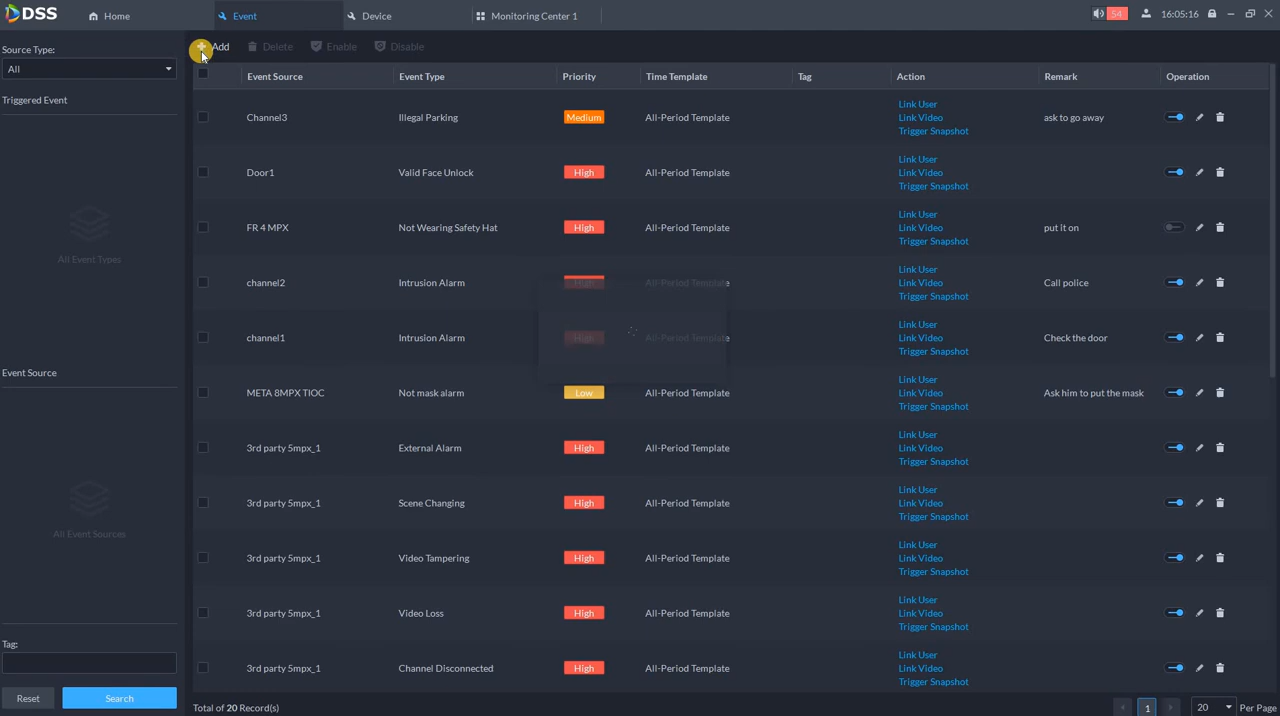 DSS
Home
Event
Device
Monitoring Center 1
54
16:05:16
Source Type:
All
Triggered Event
All Event Types
Event Source
All Event Sources
Tag:
Reset
Search
Add
Delete
Enable
Disable
Event Source Event Type Priority Time Template Tag Action Remark Operation
Channel3 Illegal Parking Medium All-Period Template Link User ask to go away
Link Video
Trigger Snapshot
Door1 Valid Face Unlock High All-Period Template Link User
Link Video
Trigger Snapshot
FR 4 MPX Not Wearing Safety Hat High All-Period Template Link User put it on
Link Video
Trigger Snapshot
channel2 Intrusion Alarm High All-Period Template Link User Call police
Link Video
Trigger Snapshot
channel1 Intrusion Alarm High All-Period Template Link User Check the door
Link Video
Trigger Snapshot
META 8MPX TIOC Not mask alarm Low All-Period Template Link User Ask him to put the mask
Link Video
Trigger Snapshot
3rd party 5mpx_1 External Alarm High All-Period Template Link User
Link Video
Trigger Snapshot
3rd party 5mpx_1 Scene Changing High All-Period Template Link User
Link Video
Trigger Snapshot
3rd party 5mpx_1 Video Tampering High All-Period Template Link User
Link Video
Trigger Snapshot
3rd party 5mpx_1 Video Loss High All-Period Template Link User
Link Video
Trigger Snapshot
3rd party 5mpx_1 Channel Disconnected High All-Period Template Link User
Link Video
Trigger Snapshot
Total of 20 Record(s)
1
20
Per Page